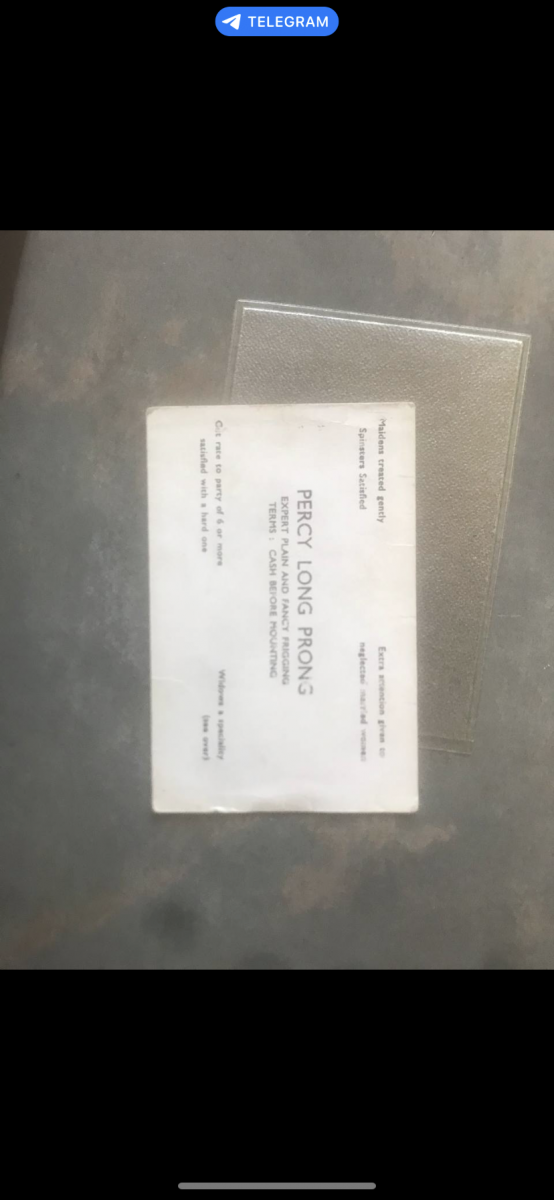 TELEGRAM
Maidens treated gently
Spinsters Satisfied
Extra attention given to
neglected married women
PERCY LONG PRONG
EXPERT PLAIN AND FANCY FRIGGING
TERMS : CASH BEFORE MOUNTING
Cut rate to party of 6 or more
satisfied with a hard one
Widows a speciality
(see over)